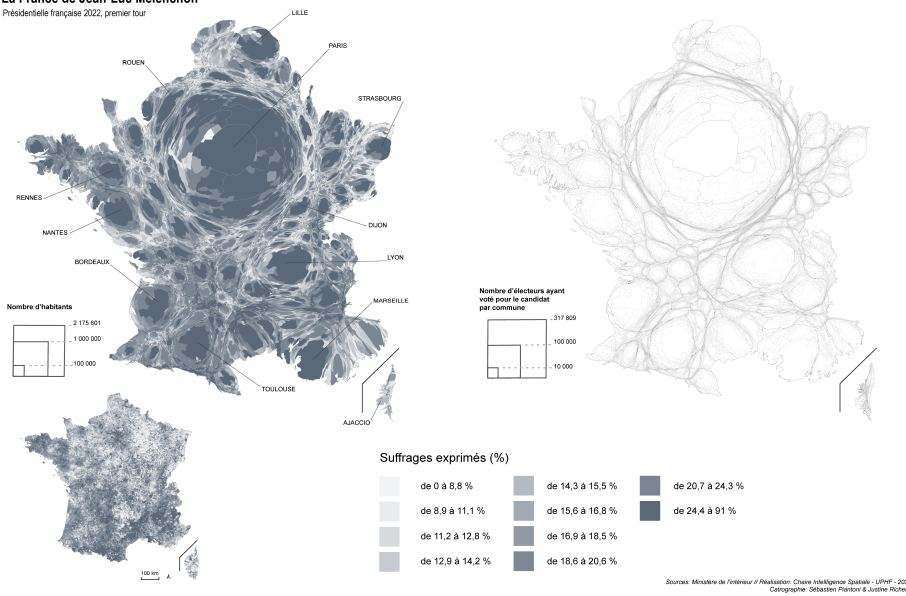 La France de Jean-Luc Mélenchon
Présidentielle française 2022, premier tour
LILLE
PARIS
ROUEN
STRASBOURG
RENNES
NANTES
DIJON
BORDEAUX
LYON
MARSEILLE
TOULOUSE
AJACCIO
Nombre d'habitants
2 175 601
1 000 000
100 000
Nombre d'électeurs ayant
voté pour le candidat
par commune
317 809
100 000
10 000
100 km
Suffrages exprimés (%)
de 0 à 8,8 %
de 8,9 à 11,1 %
de 11,2 à 12,8 %
de 12,9 à 14,2 %
de 14,3 à 15,5 %
de 15,6 à 16,8 %
de 16,9 à 18,5 %
de 18,6 à 20,6 %
de 20,7 à 24,3 %
de 24,4 à 91 %
Sources: Ministère de l'intérieur // Réalisation: Chaire Intelligence Spatiale - UPHF -
Catrographie: Sébastien Piantoni & Justine